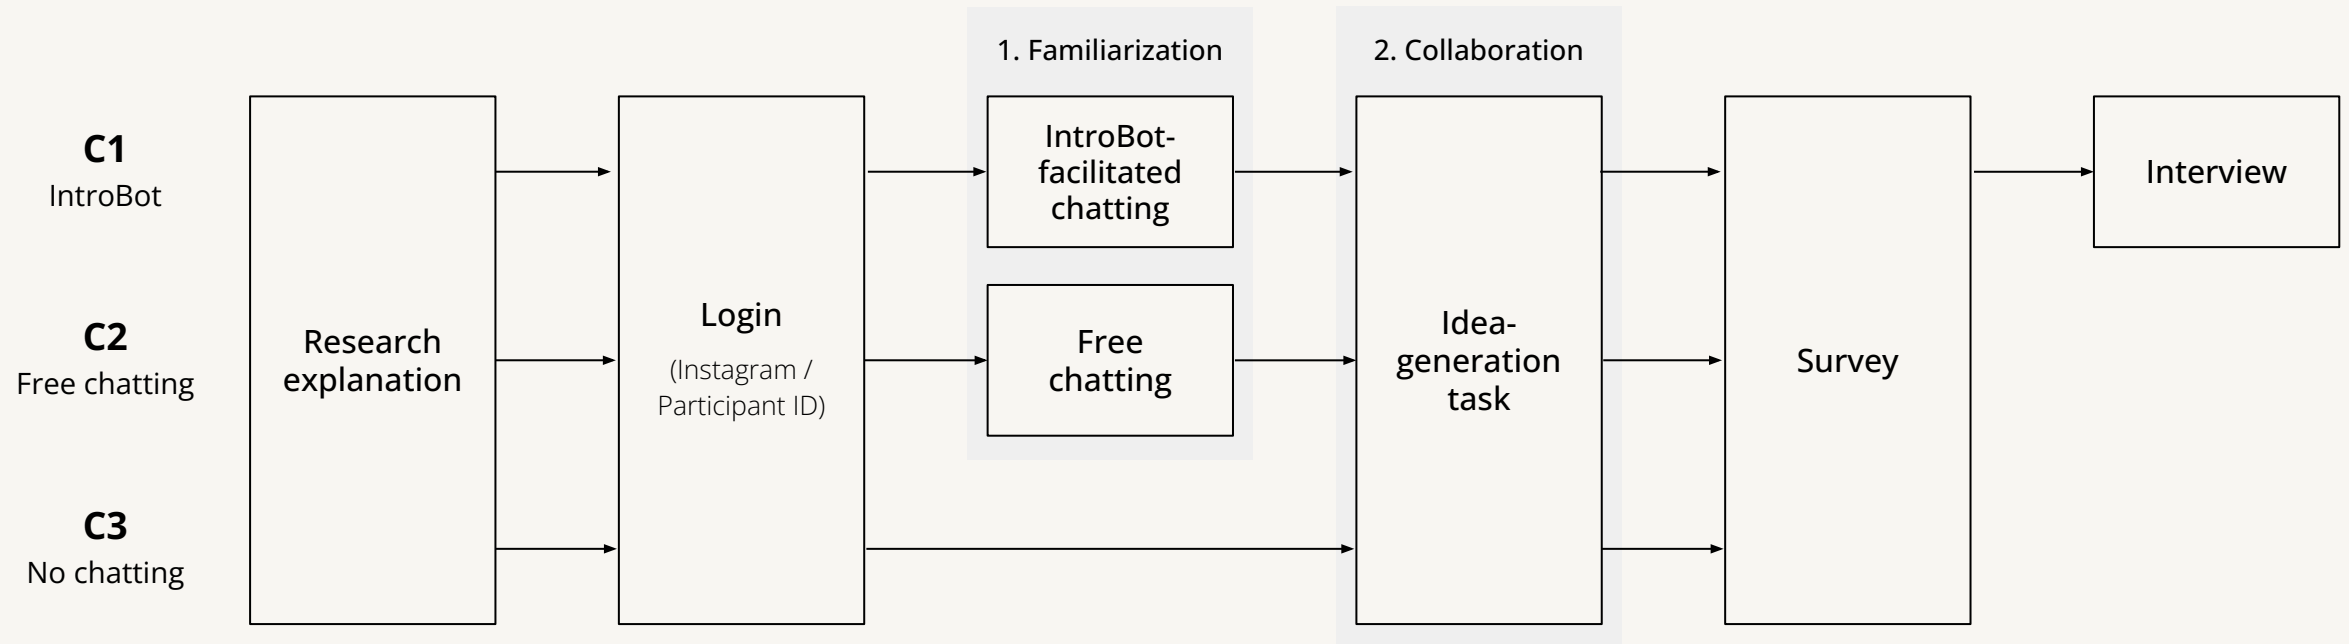 1. Familiarization
2. Collaboration
C1
IntroBot
C2
Free chatting
C3
No chatting
Research
explanation
Login
(Instagram /
Participant ID)
IntroBot-
facilitated
chatting
Free
chatting
Idea-
generation
task
Survey
Interview